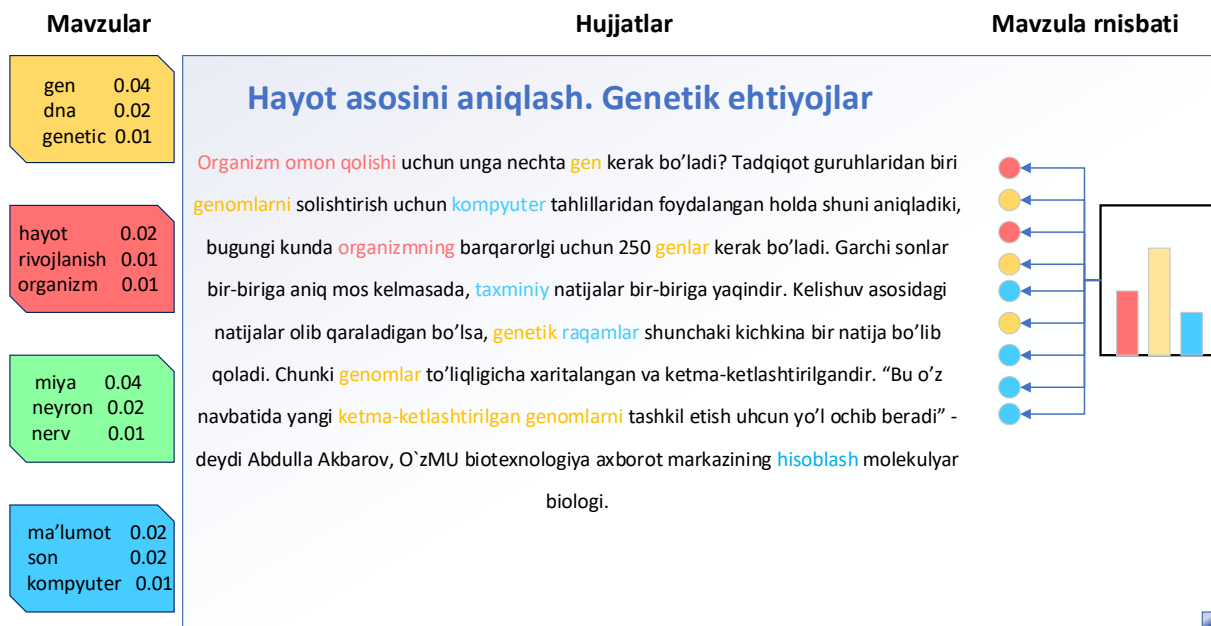 Mavzular
Hujjatlar
Mavzula rnisbati
gen 0.04
dna 0.02
genetic 0.01
hayot 0.02
rivojlanish 0.01
organizm 0.01
miya 0.04
neyron 0.02
nerv 0.01
ma’lumot 0.02
son 0.02
kompyuter 0.01
Hayot asosini aniqlash. Genetik ehtiyojlar
Organizm omon qolishi uchun unga nechta gen kerak bo’ladi? Tadqiqot guruhlaridan biri
genomlarni solishtirish uchun kompyuter tahlillaridan foydalangan holda shuni aniqladiki,
bugungi kunda organizmning barqarorlgi uchun 250 genlar kerak bo’ladi. Garchi sonlar
bir-biriga aniq mos kelmasada, taxminiy natijalar bir-biriga yaqindir. Kelishuv asosidagi
natijalar olib qaraladigan bo’lsa, genetik raqamlar shunchaki kichkina bir natija bo’lib
qoladi. Chunki genomlar to’liqligicha xaritalangan va ketma-ketlashtirilgandir. “Bu o’z
navbatida yangi ketma-ketlashtirilgan genomlarni tashkil etish uhcun yo’l ochib beradi” -
deydi Abdulla Akbarov, O`zMU biotexnologiya axborot markazining hisoblash molekulyar
biologi.